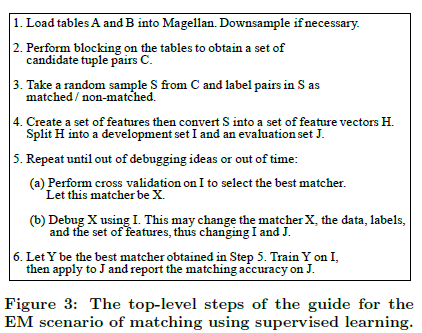 1. Load tables A and B into Magellan. Downsample if necessary.
2. Perform blocking on the tables to obtain a set of
candidate tuple pairs C.
3. Take a random sample S from C and label pairs in S as
matched / non-matched.
4. Create a set of features then convert S into a set of feature vectors H.
Split H into a development set I and an evaluation set J.
5. Repeat until out of debugging ideas or out of time:
(a) Perform cross validation on I to select the best matcher.
Let this matcher be X.
(b) Debug X using I. This may change the matcher X, the data, labels,
and the set of features, thus changing I and J.
6. Let Y be the best matcher obtained in Step 5. Train Y on I,
then apply to J and report the matching accuracy on J.
Figure 3: The top-level steps of the guide for the
EM scenario of matching using supervised learning.